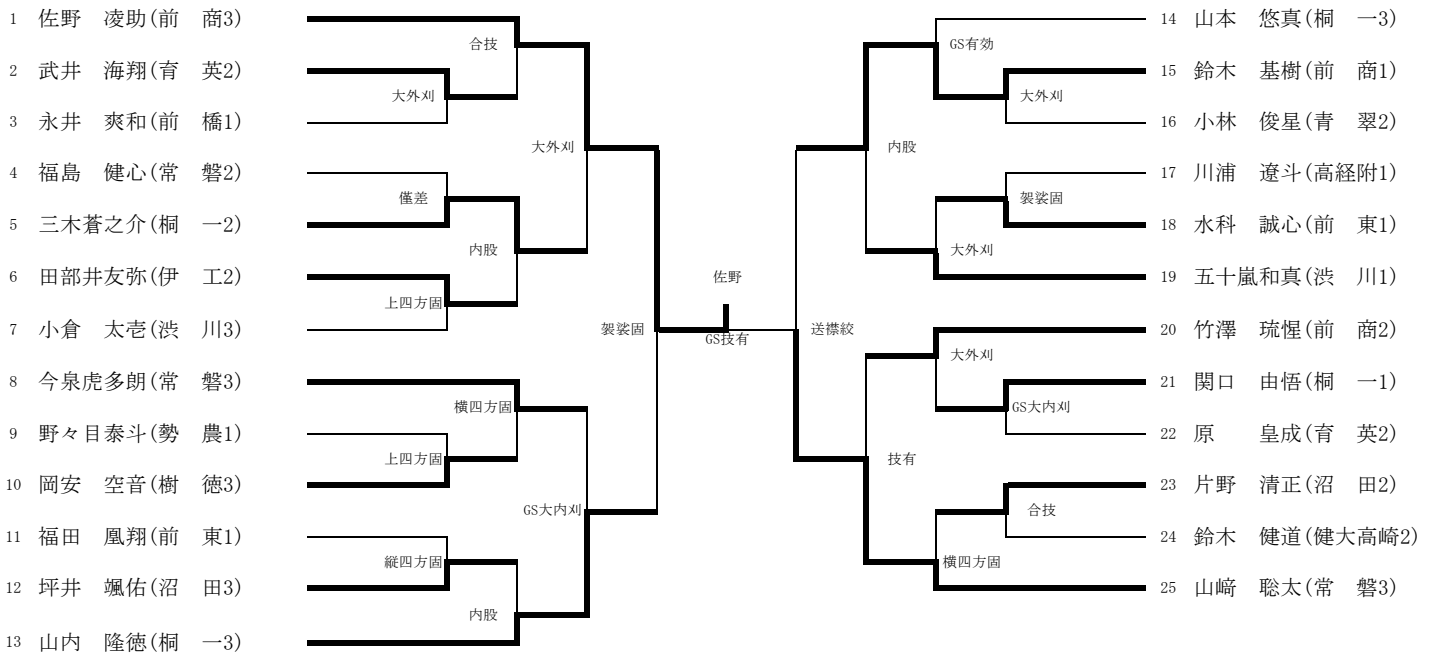 1 佐野　凌助(前　商3)
2 武井　海翔(育　英2)
3 永井　爽和(前　橋1)
4 福島　健心(常　磐2)
5 三木蒼之介(桐　一2)
6 田部井友弥(伊　工2)
7 小倉　太壱(渋　川3)
8 今泉虎多朗(常　磐3)
9 野々目泰斗(勢　農1)
10 岡安　空音(樹　徳3)
11 福田　凰翔(前　東1)
12 坪井　颯佑(沼　田3)
13 山内　隆徳(桐　一3)
合技
大外刈
大外刈
僅差
内股
上四方固
袈裟固
横四方固
上四方固
GS大内刈
縦四方固
内股
佐野
GS技有
GS有効
大外刈
内股
袈裟固
大外刈
送襟絞
大外刈
GS大内刈
技有
合技
横四方固
14 山本　悠真(桐　一3)
15 鈴木　基樹(前　商1)
16 小林　俊星(青　翠2)
17 川浦　遼斗(高経附1)
18 水科　誠心(前　東1)
19 五十嵐和真(渋　川1)
20 竹澤　琉惺(前　商2)
21 関口　由悟(桐　一1)
22 原　　皇成(育　英2)
23 片野　清正(沼　田2)
24 鈴木　健道(健大高崎2)
25 山﨑　聡太(常　磐3)